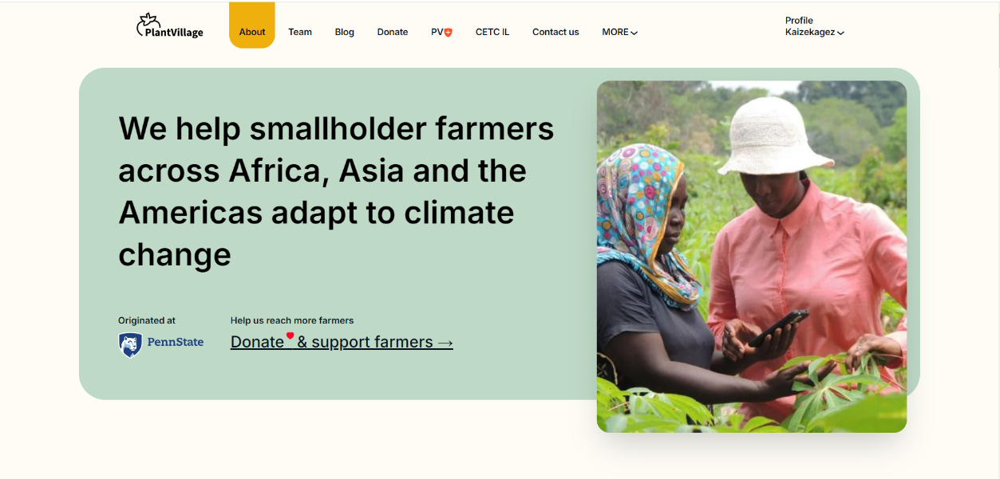 PlantVillage
About
Team
Blog
Donate
PV
CETC IL
Contact us
MORE
Profile
Kaizekagez
We help smallholder farmers
across Africa, Asia and the
Americas adapt to climate
change
Originated at
PennState
Help us reach more farmers
Donate & support farmers →